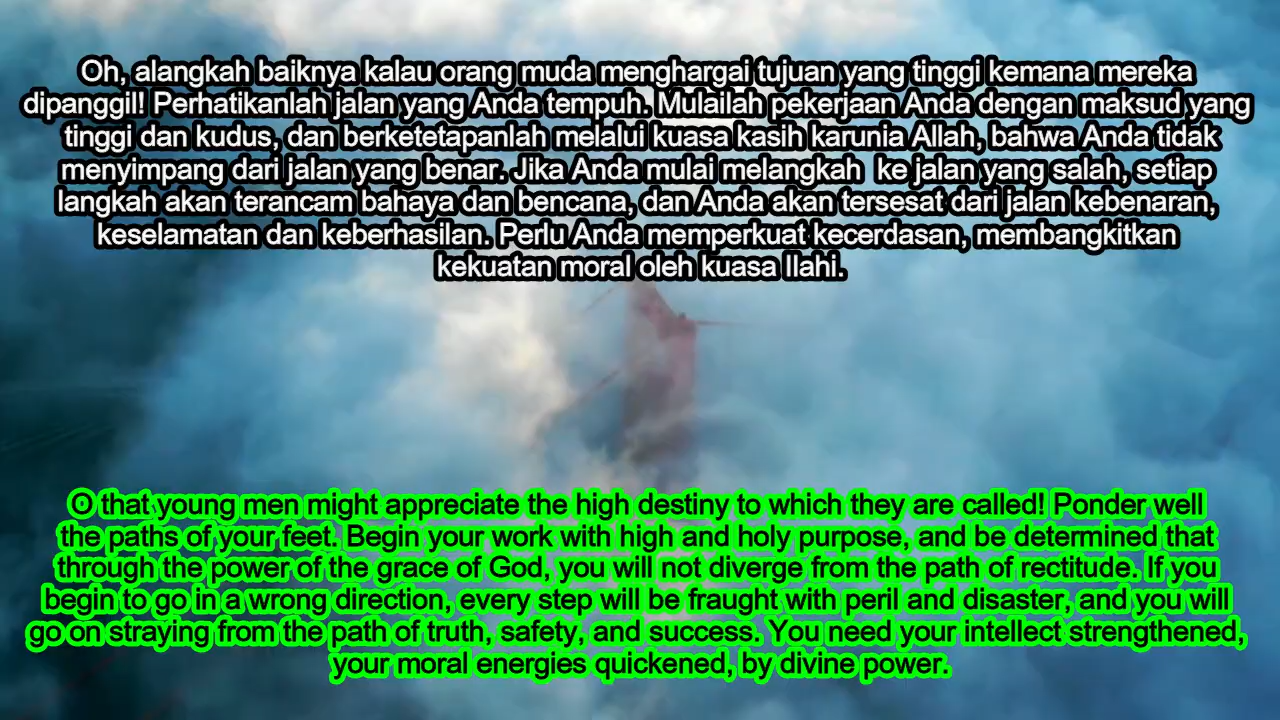 Oh, alangkah baiknya kalau orang muda menghargai tujuan yang tinggi kemana mereka
dipanggil! Perhatikanlah jalan yang Anda tempuh. Mulailah pekerjaan Anda dengan maksud yang
tinggi dan kudus, dan berketetapanlah melalui kuasa kasih karunia Allah, bahwa Anda tidak
menyimpang dari jalan yang benar. Jika Anda mulai melangkah  ke jalan yang salah, setiap
langkah akan terancam bahaya dan bencana, dan Anda akan tersesat dari jalan kebenaran,
keselamatan dan keberhasilan. Perlu Anda memperkuat kecerdasan, membangkitkan
kekuatan moral oleh kuasa Ilahi.
O that young men might appreciate the high destiny to which they are called! Ponder well
the paths of your feet. Begin your work with high and holy purpose, and be determined that
through the power of the grace of God, you will not diverge from the path of rectitude. If you
begin to go in a wrong direction, every step will be fraught with peril and disaster, and you will
go on straying from the path of truth, safety, and success. You need your intellect strengthened,
your moral energies quickened, by divine power.